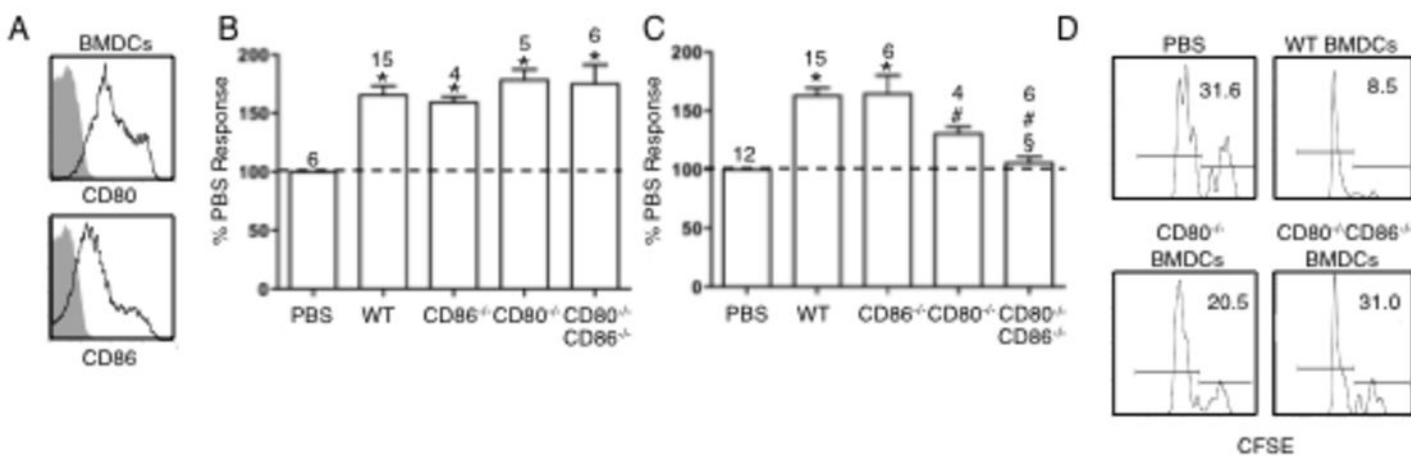 A
BMDCs
CD80
CD86
B
% PBS Response
200
150
100
50
0
6
15
*
4
*
5
*
6
*
PBS WT CD86-/- CD80-/- CD80-/-
CD86-/-
C
% PBS Response
200
150
100
50
0
12
15
*
6
*
4
#
6
#
§
PBS WT CD86-/- CD80-/- CD80-/-
CD86-/-
D
PBS WT BMDCs
31.6 8.5
CD80-/- CD80-/-CD86-/-
BMDCs BMDCs
20.5 31.0
CFSE